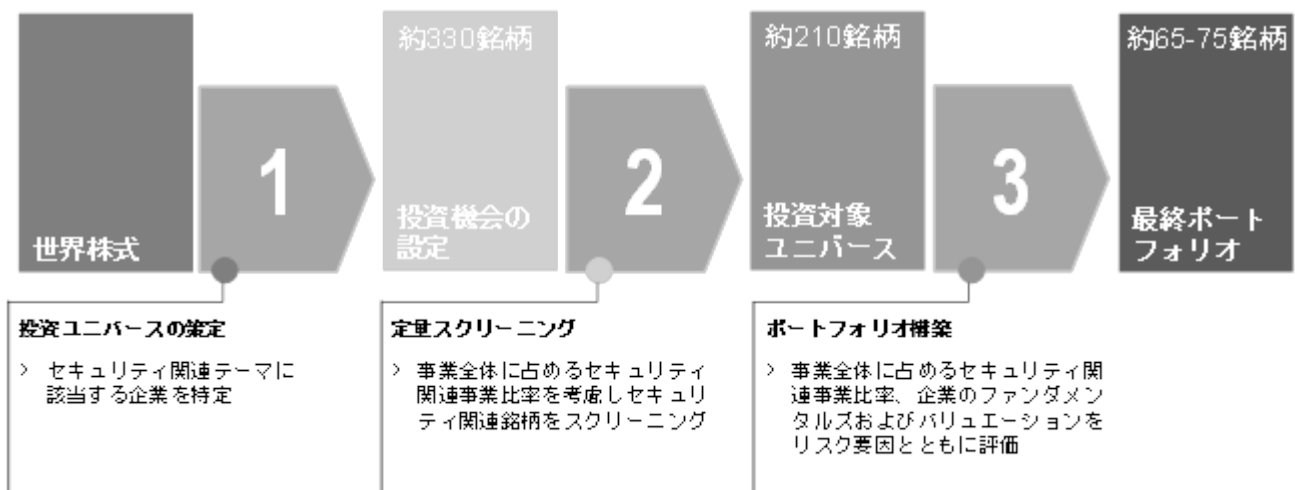 世界株式
1
約330銘柄
投資機会の
設定
2
約210銘柄
投資対象
ユニバース
3
約65-75銘柄
最終ポート
フォリオ
投資ユニバースの策定
> セキュリティ関連テーマに
該当する企業を特定
定量スクリーニング
> 事業全体に占めるセキュリティ
関連事業比率を考慮しセキュリ
ティ関連銘柄をスクリーニング
ポートフォリオ構築
> 事業全体に占めるセキュリティ関
連事業比率、企業のファンダメン
タルズおよびバリュエーションを
リスク要因とともに評価